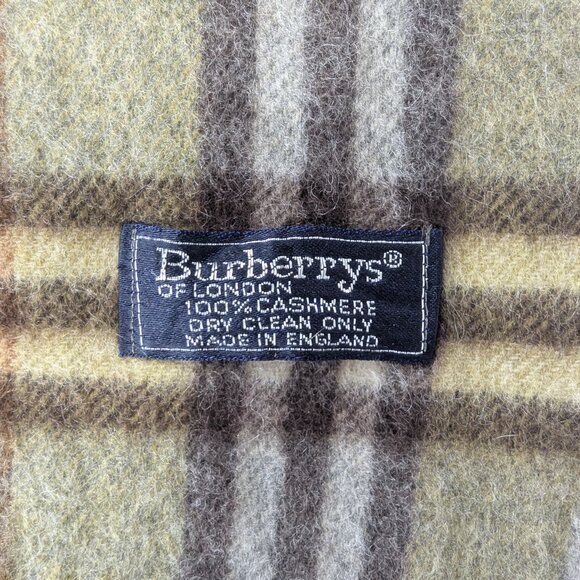 Burberrys®
OF LONDON
100% CASHMERE
DRY CLEAN ONLY
MADE IN ENGLAND